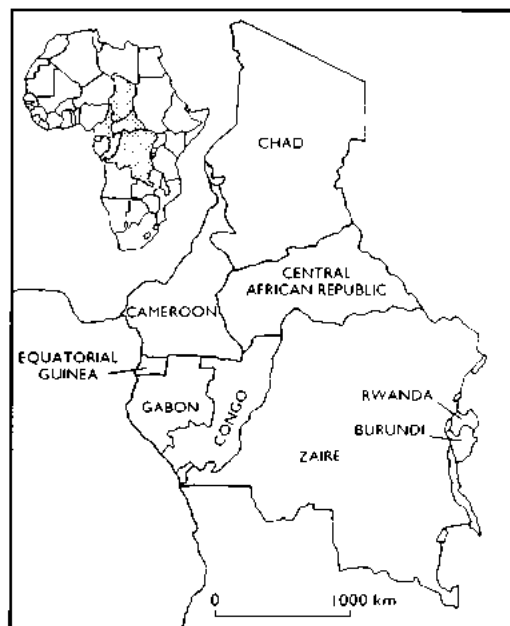 CHAD
CENTRAL
AFRICAN REPUBLIC
CAMEROON
EQUATORIAL
GUINEA
GABON
CONGO
RWANDA
BURUNDI
ZAIRE
0 1000 km